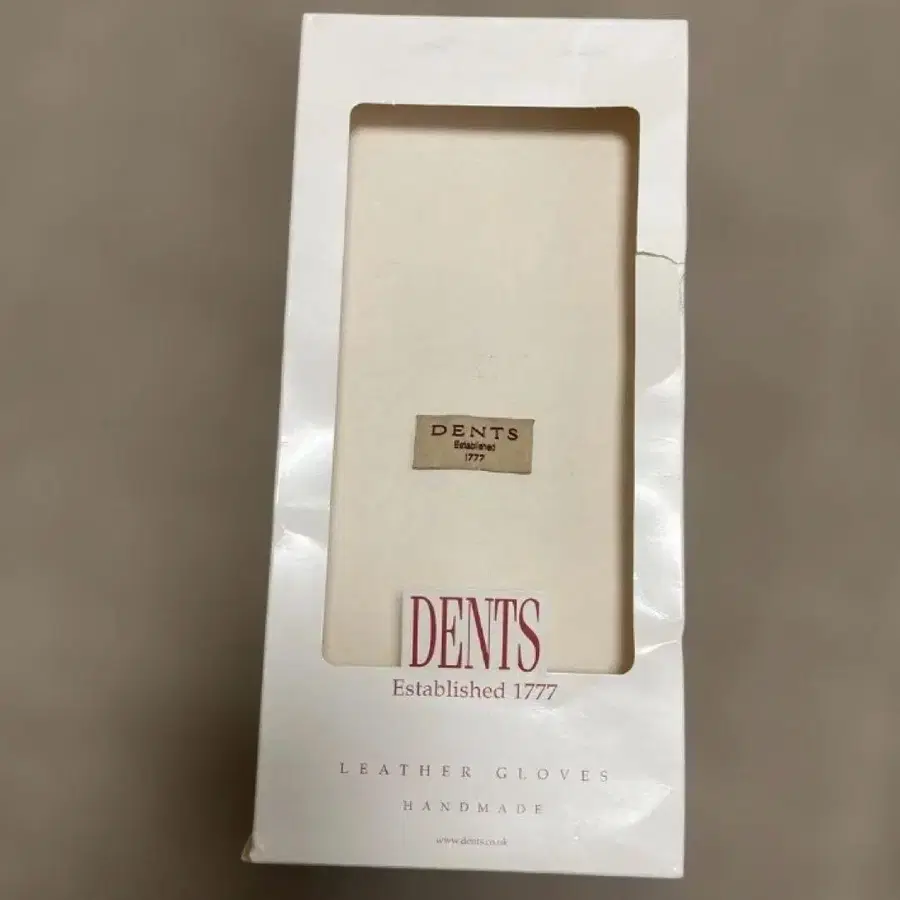 DENTS
Established
1777
DENTS
Established 1777
LEATHER GLOVES
HANDMADE
www.dents.co.uk